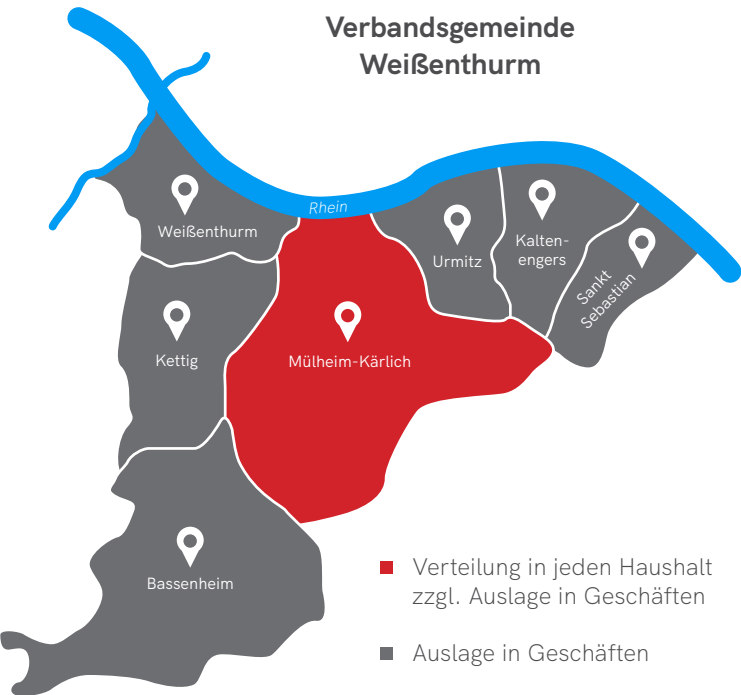 Verbandsgemeinde
Weißenthurm
Rhein
Weißenthurm
Urmitz
Kalten-
engers
Sankt
Sebastian
Kettig
Mülheim-Kärlich
Bassenheim
Verteilung in jeden Haushalt
zzgl. Auslage in Geschäften
Auslage in Geschäften